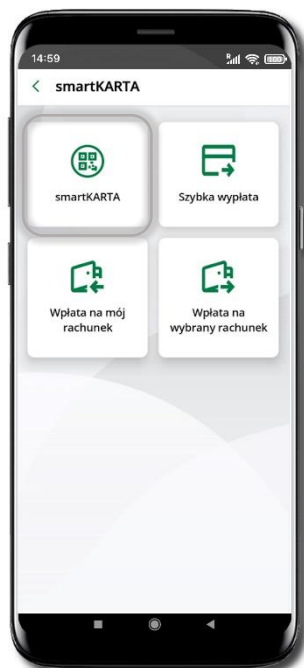 14:59
smartKARTA
smartKARTA
Szybka wypłata
Wpłata na mój
rachunek
Wpłata na
wybrany rachunek